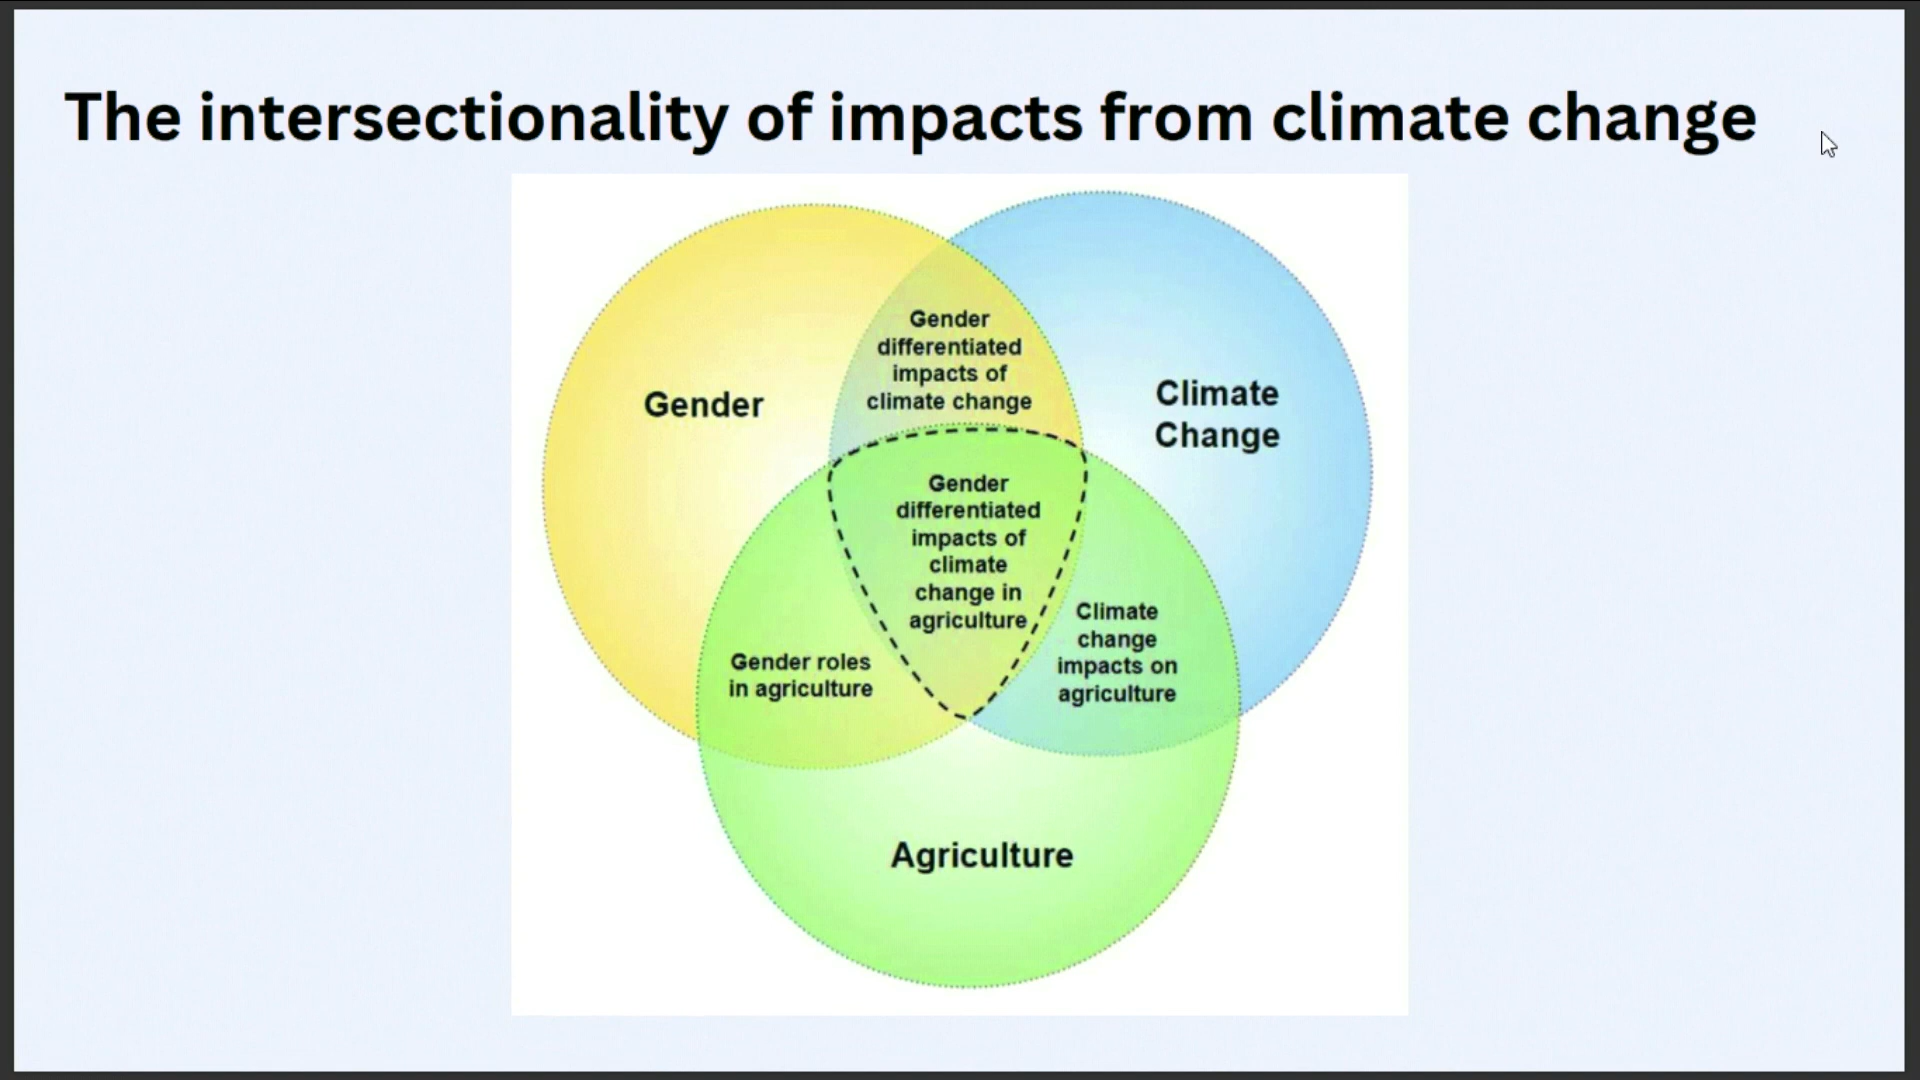 The intersectionality of impacts from climate change
Gender
differentiated
impacts of
climate change
Gender
Climate
Change
Gender
differentiated
impacts of
climate
change in
agriculture
Climate
change
impacts on
agriculture
Gender roles
in agriculture
Agriculture